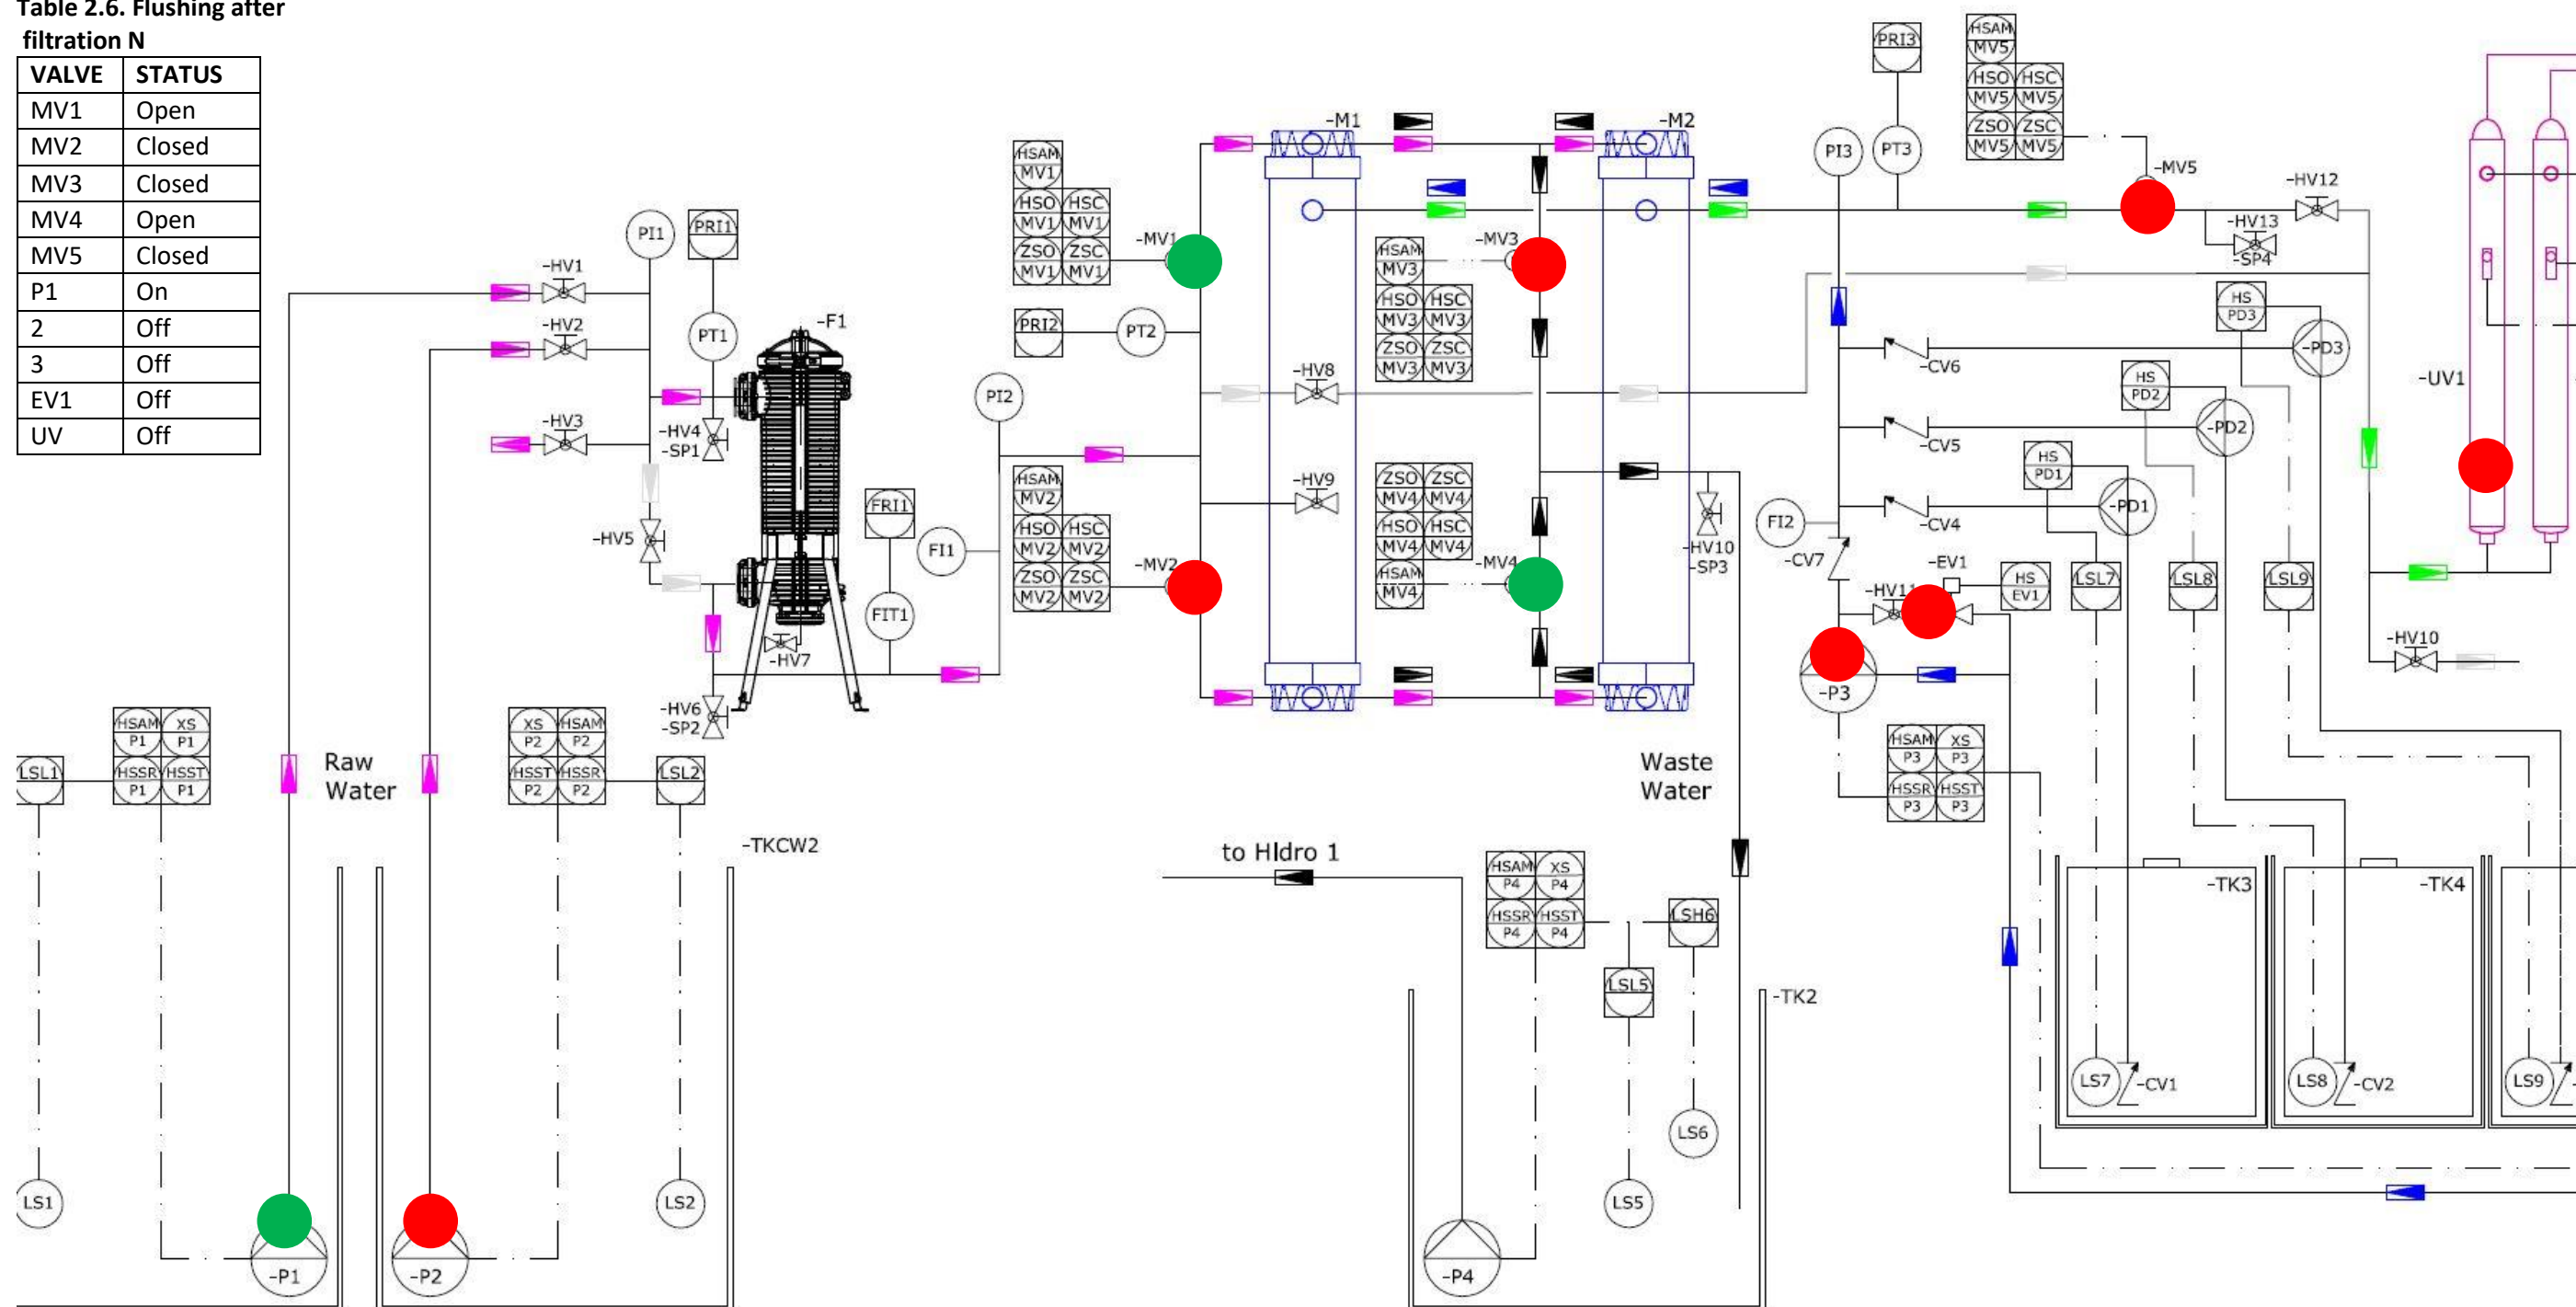 Table 2.6. Flushing after
filtration N
VALVE STATUS
MV1 Open
MV2 Closed
MV3 Closed
MV4 Open
MV5 Closed
P1 On
2 Off
3 Off
EV1 Off
UV Off
PRI3
HSAM
MV5
HSO HSC
MV5 MV5
ZSO ZSC
MV5 MV5
PI3
PT3
-MV5
-HV12
-HV13
-SP4
-M1
-M2
HSAM
MV1
HSO HSC
MV1 MV1
ZSO ZSC
MV1 MV1
-MV1
PI1
PRI1
-HV1
-HV2
-HV3
PT1
-F1
-HV4
-SP1
-HV5
PRI2
PT2
-MV3
HSAM
MV3
HSO HSC
MV3 MV3
ZSO ZSC
MV3 MV3
-HV8
PI2
HS
PD3
-PD3
-CV6
HS
PD2
-PD2
-CV5
HS
PD1
-PD1
-CV4
-UV1
FRI1
FI1
FIT1
HSAM
MV2
HSO HSC
MV2 MV2
ZSO ZSC
MV2 MV2
-MV2
-HV9
ZSO ZSC
MV4 MV4
HSO HSC
MV4 MV4
HSAM
MV4
-MV4
-HV10
-SP3
FI2
-CV7
-EV1
-HV11
HS
EV1
LSL7
LSL8
LSL9
-HV10
-HV7
-HV6
-SP2
-P3
HSAM XS
P3 P3
HSSR HSST
P3 P3
LSL1
HSAM XS
P1 P1
HSSR HSST
P1 P1
Raw
Water
XS HSAM
P2 P2
HSST HSSR
P2 P2
LSL2
-TKCW2
Waste
Water
to HIdro 1
HSAM XS
P4 P4
HSSR HSST
P4 P4
LSH6
LSL5
-TK2
-TK3
-TK4
LS7
-CV1
LS8
-CV2
LS9
LS6
LS1
LS2
LS5
-P1
-P2
-P4